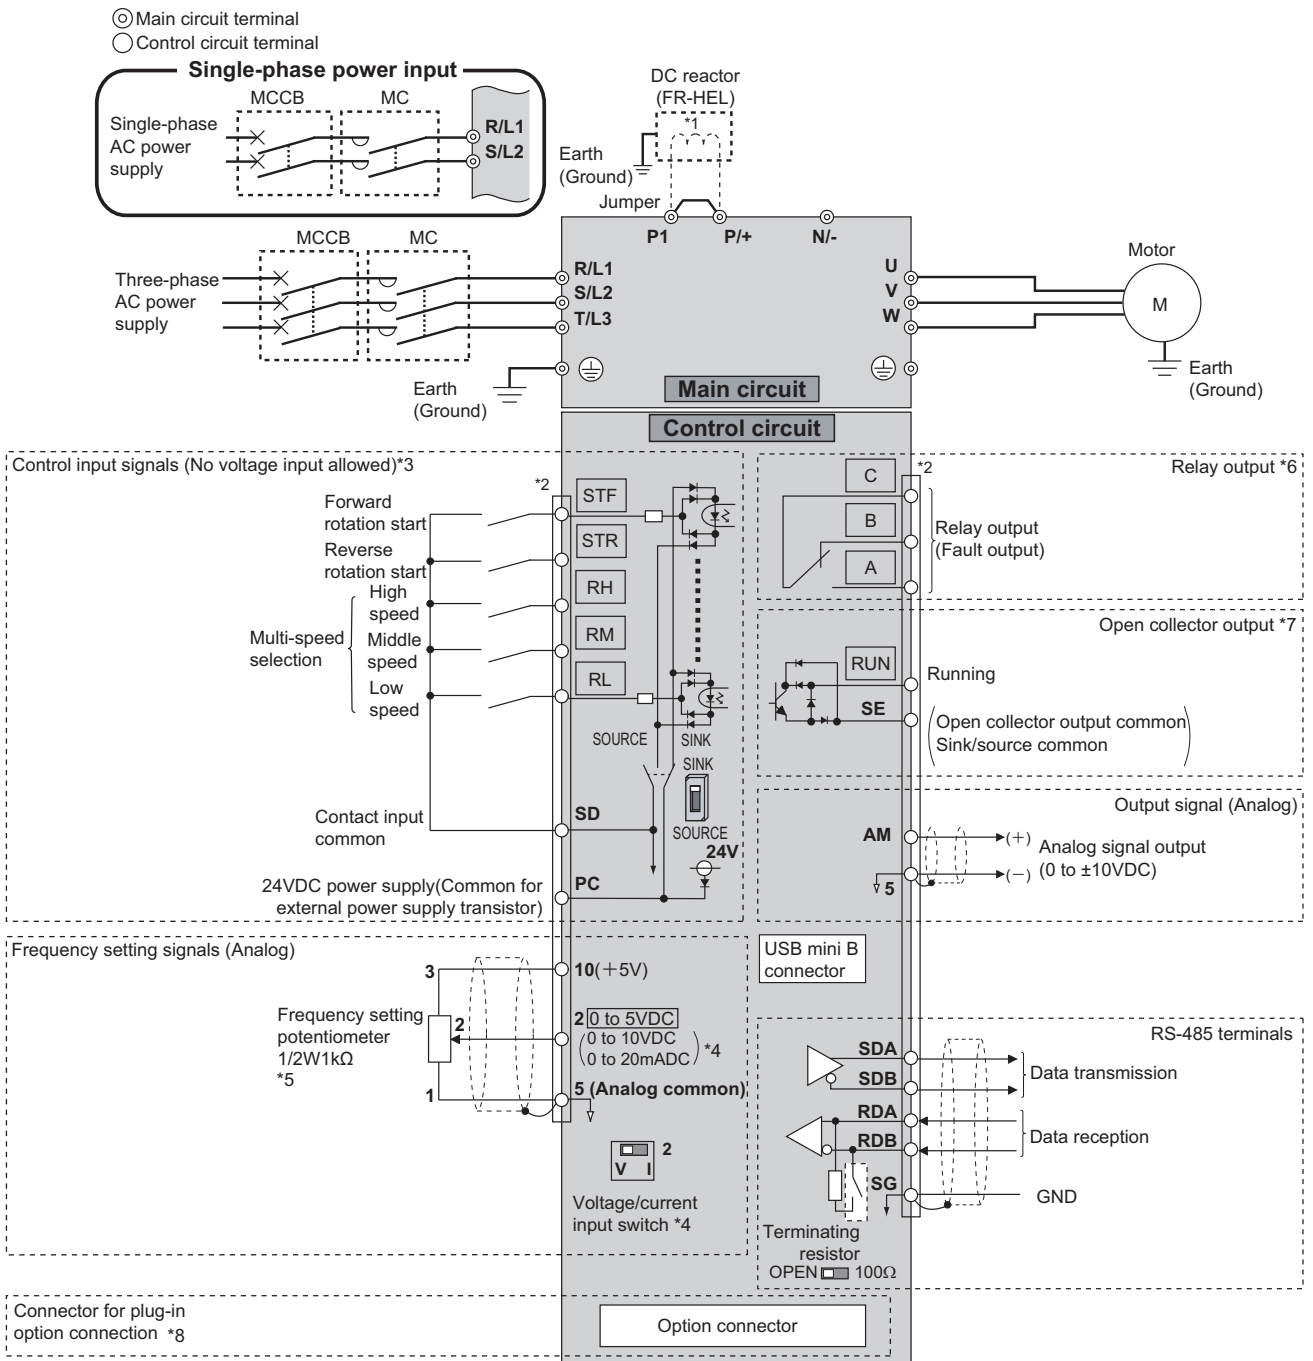 Main circuit terminal
Control circuit terminal
Single-phase power input
MCCB
MC
Single-phase
AC power
supply
R/L1
S/L2
DC reactor
(FR-HEL)
*1
Earth
(Ground)
Jumper
P1
P/+
N/-
MCCB
MC
Three-phase
AC power
supply
R/L1
S/L2
T/L3
U
V
W
Motor
M
Earth
(Ground)
Earth
(Ground)
Main circuit
Control circuit
Control input signals (No voltage input allowed)*3
*2
Forward
rotation start
Reverse
rotation start
High
speed
Multi-speed
selection
Middle
speed
Low
speed
STF
STR
RH
RM
RL
SOURCE
SINK
SINK
SOURCE
Contact input
common
SD
24V
24VDC power supply(Common for
external power supply transistor)
PC
Relay output *6
*2
C
B
A
Relay output
(Fault output)
Open collector output *7
RUN
Running
SE
Open collector output common
Sink/source common
Output signal (Analog)
AM
(+)
Analog signal output
(0 to ±10VDC)
(−)
5
Frequency setting signals (Analog)
3
10(+5V)
Frequency setting
potentiometer
1/2W1kΩ
*5
2
2 0 to 5VDC
(0 to 10VDC
0 to 20mADC) *4
1
5 (Analog common)
2
V I
Voltage/current
input switch *4
USB mini B
connector
RS-485 terminals
SDA
SDB
Data transmission
RDA
RDB
Data reception
SG
GND
Terminating
resistor
OPEN 100Ω
Connector for plug-in
option connection *8
Option connector